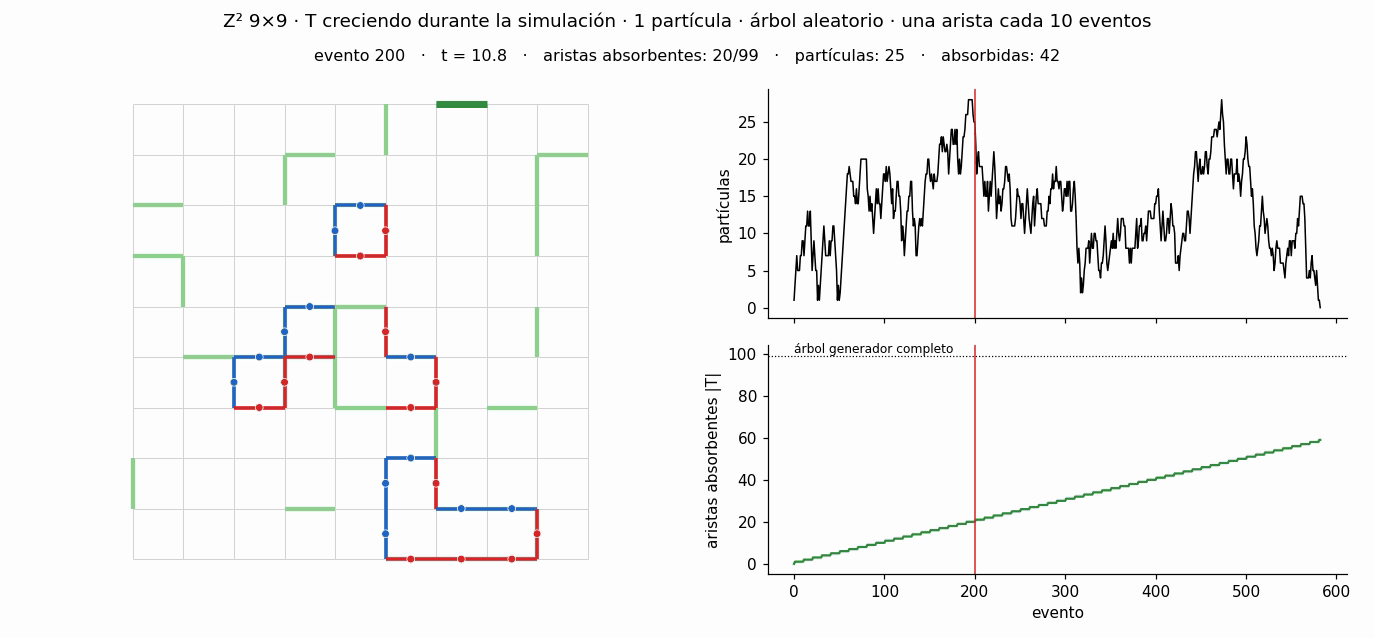 Z² 9×9 · T creciendo durante la simulación · 1 partícula · árbol aleatorio · una arista cada 10 eventos
evento 200 · t = 10.8 · aristas absorbentes: 20/99 · partículas: 25 · absorbidas: 42
partículas
25
20
15
10
5
0
árbol generador completo
aristas absorbentes |T|
100
80
60
40
20
0
0 100 200 300 400 500 600
evento